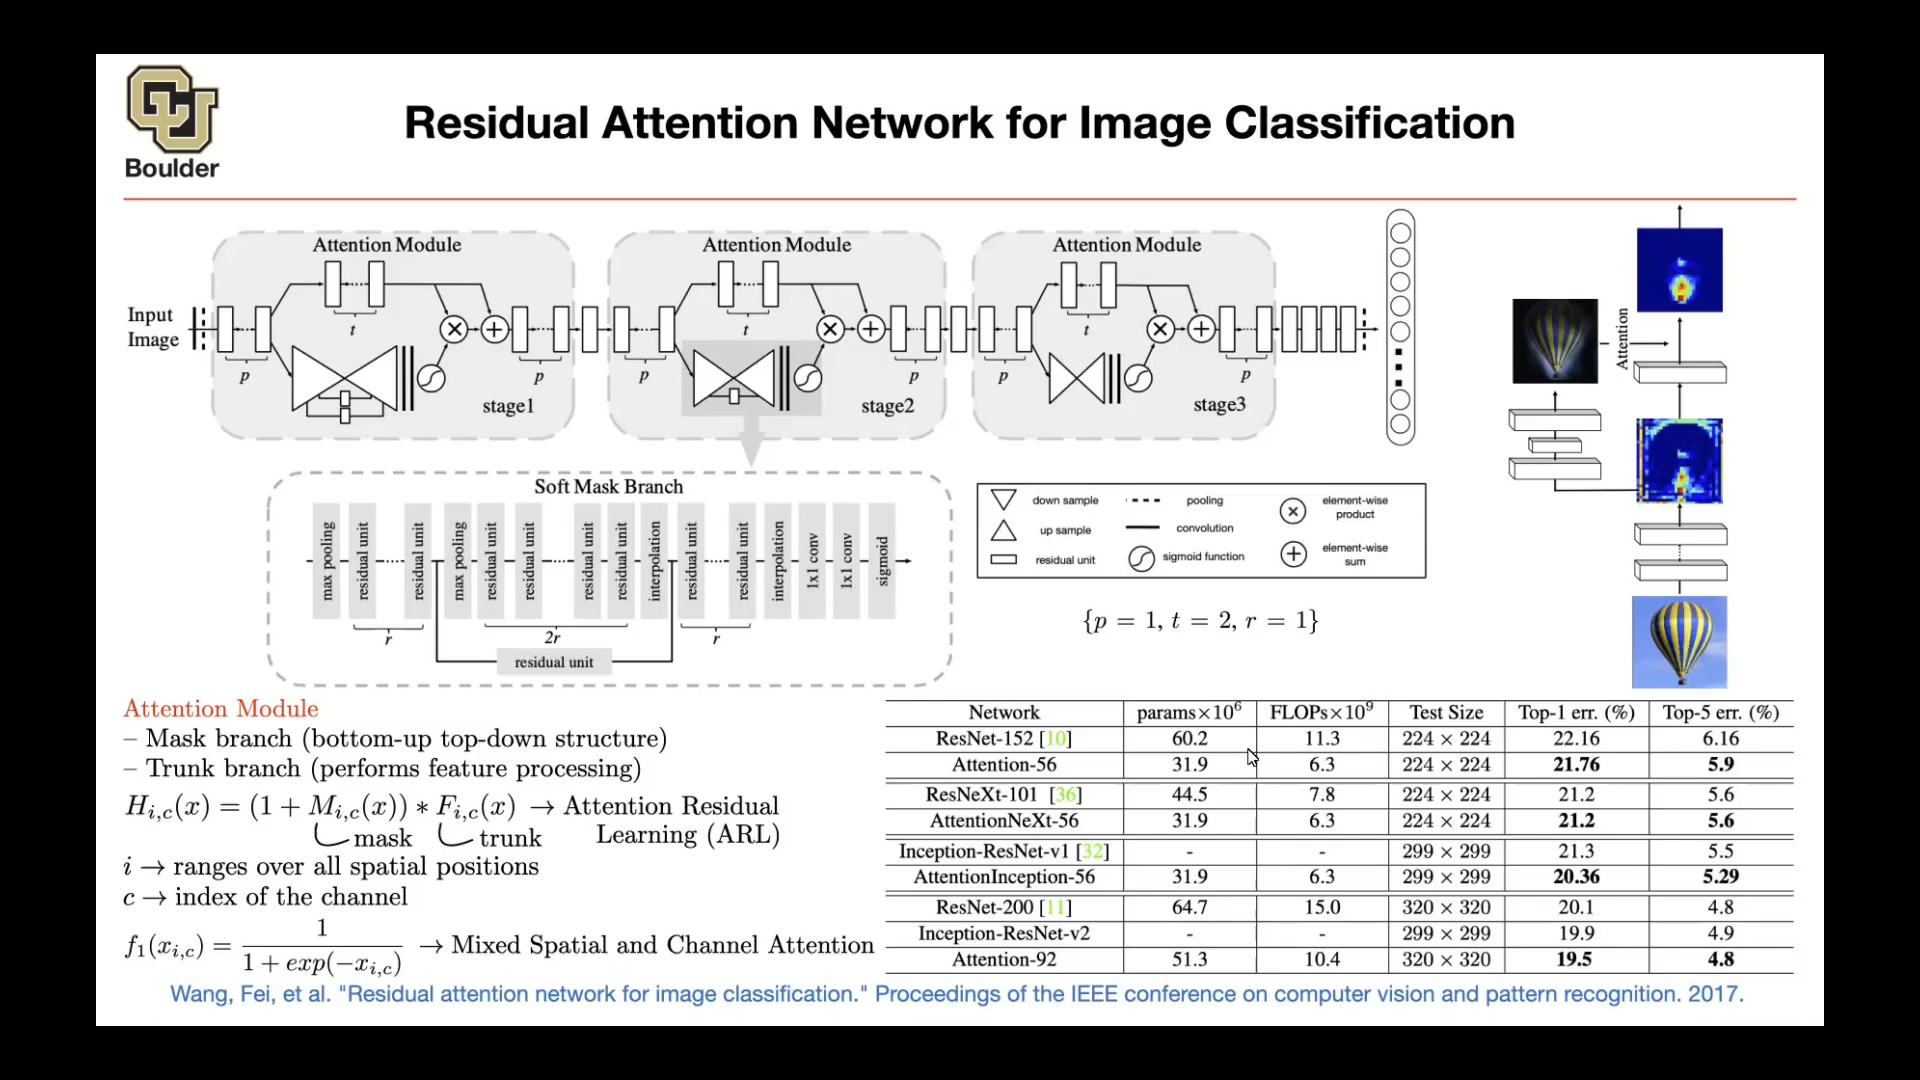 Boulder
Residual Attention Network for Image Classification
Attention Module
Attention Module
Attention Module
Input
Image
t
t
t
p
p
p
p
p
p
stage1
stage2
stage3
Attention
Soft Mask Branch
max pooling
residual unit
residual unit
max pooling
residual unit
residual unit
residual unit
residual unit
interpolation
residual unit
residual unit
interpolation
1x1 conv
1x1 conv
sigmoid
r
2r
r
residual unit
down sample
pooling
element-wise
product
up sample
convolution
residual unit
sigmoid function
element-wise
sum
{p = 1, t = 2, r = 1}
Attention Module
– Mask branch (bottom-up top-down structure)
– Trunk branch (performs feature processing)
H_{i,c}(x) = (1 + M_{i,c}(x)) ∗ F_{i,c}(x) → Attention Residual
mask trunk Learning (ARL)
i → ranges over all spatial positions
c → index of the channel
f_1(x_{i,c}) = 1 / (1 + exp(−x_{i,c})) → Mixed Spatial and Channel Attention
Network params×10^6 FLOPs×10^9 Test Size Top-1 err. (%) Top-5 err. (%)
ResNet-152 [10] 60.2 11.3 224 × 224 22.16 6.16
Attention-56 31.9 6.3 224 × 224 21.76 5.9
ResNeXt-101 [36] 44.5 7.8 224 × 224 21.2 5.6
AttentionNeXt-56 31.9 6.3 224 × 224 21.2 5.6
Inception-ResNet-v1 [32] - - 299 × 299 21.3 5.5
AttentionInception-56 31.9 6.3 299 × 299 20.36 5.29
ResNet-200 [11] 64.7 15.0 320 × 320 20.1 4.8
Inception-ResNet-v2 - - 299 × 299 19.9 4.9
Attention-92 51.3 10.4 320 × 320 19.5 4.8
Wang, Fei, et al. "Residual attention network for image classification." Proceedings of the IEEE conference on computer vision and pattern recognition. 2017.